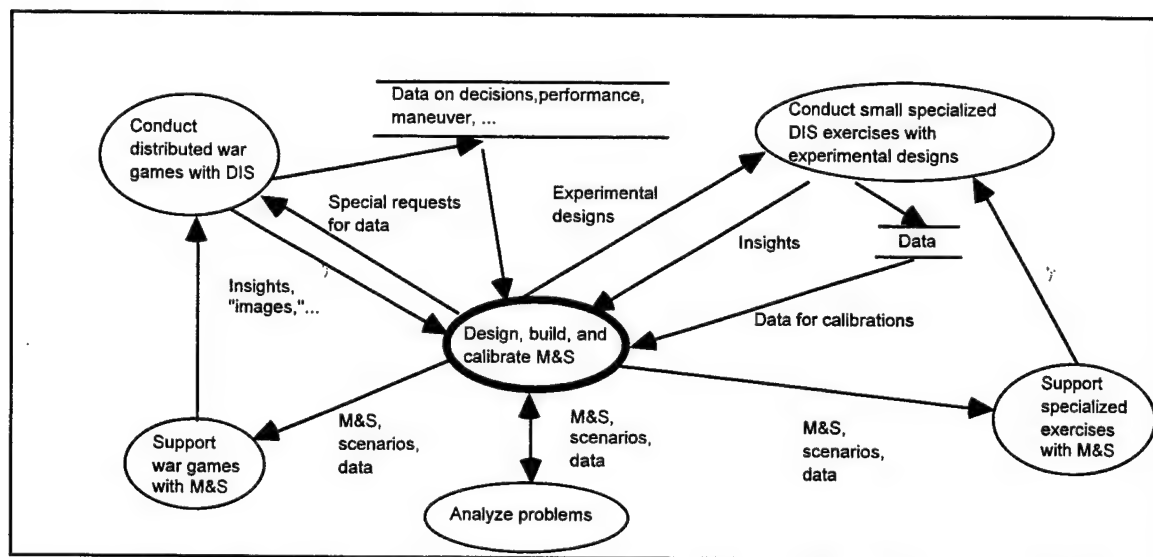 Conduct
distributed war
games with DIS
Data on decisions,performance,
maneuver, ...
Conduct small specialized
DIS exercises with
experimental designs
Special requests
for data
Experimental
designs
Insights
Data
Insights,
"images,"...
Design, build, and
calibrate M&S
Data for calibrations
Support
war games
with M&S
M&S,
scenarios,
data
M&S,
scenarios,
data
M&S,
scenarios,
data
Support
specialized
exercises
with M&S
Analyze problems